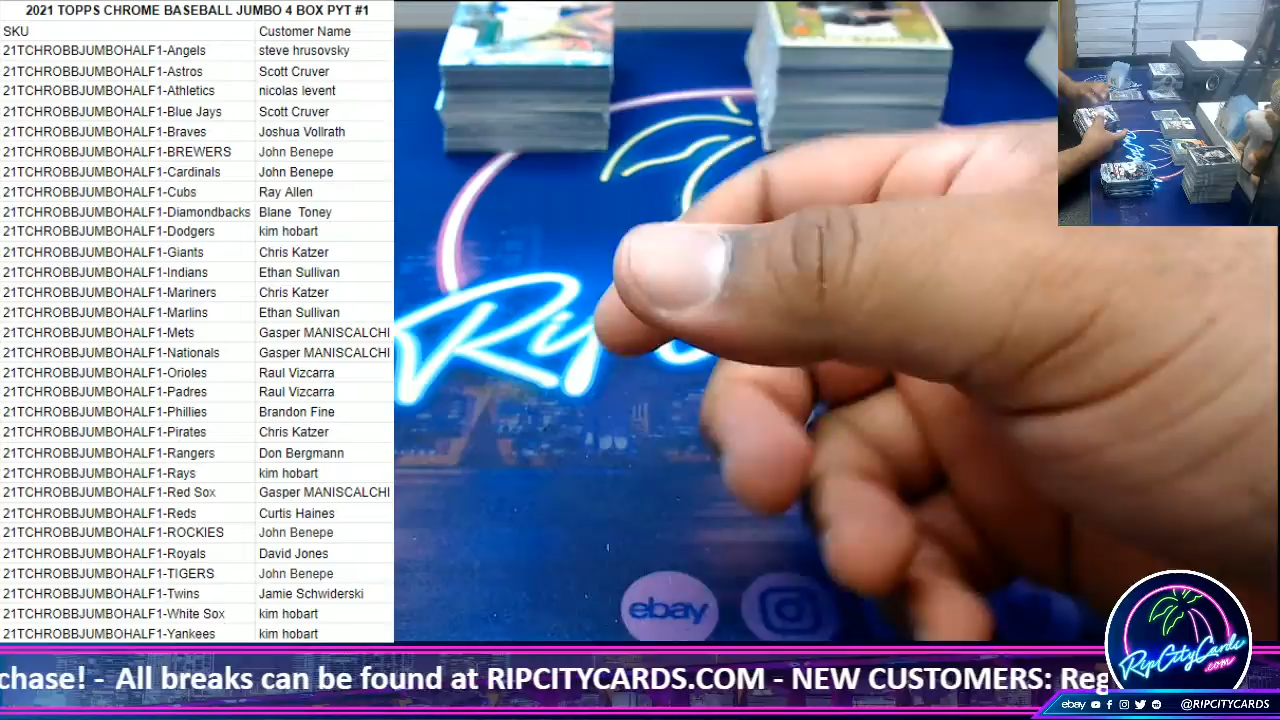 2021 TOPPS CHROME BASEBALL JUMBO 4 BOX PYT #1
SKU Customer Name
21TCHROBBJUMBOHALF1-Angels steve hrusovsky
21TCHROBBJUMBOHALF1-Astros Scott Cruver
21TCHROBBJUMBOHALF1-Athletics nicolas levent
21TCHROBBJUMBOHALF1-Blue Jays Scott Cruver
21TCHROBBJUMBOHALF1-Braves Joshua Vollrath
21TCHROBBJUMBOHALF1-BREWERS John Benepe
21TCHROBBJUMBOHALF1-Cardinals John Benepe
21TCHROBBJUMBOHALF1-Cubs Ray Allen
21TCHROBBJUMBOHALF1-Diamondbacks Blane Toney
21TCHROBBJUMBOHALF1-Dodgers kim hobart
21TCHROBBJUMBOHALF1-Giants Chris Katzer
21TCHROBBJUMBOHALF1-Indians Ethan Sullivan
21TCHROBBJUMBOHALF1-Mariners Chris Katzer
21TCHROBBJUMBOHALF1-Marlins Ethan Sullivan
21TCHROBBJUMBOHALF1-Mets Gasper MANISCALCHI
21TCHROBBJUMBOHALF1-Nationals Gasper MANISCALCHI
21TCHROBBJUMBOHALF1-Orioles Raul Vizcarra
21TCHROBBJUMBOHALF1-Padres Raul Vizcarra
21TCHROBBJUMBOHALF1-Phillies Brandon Fine
21TCHROBBJUMBOHALF1-Pirates Chris Katzer
21TCHROBBJUMBOHALF1-Rangers Don Bergmann
21TCHROBBJUMBOHALF1-Rays kim hobart
21TCHROBBJUMBOHALF1-Red Sox Gasper MANISCALCHI
21TCHROBBJUMBOHALF1-Reds Curtis Haines
21TCHROBBJUMBOHALF1-ROCKIES John Benepe
21TCHROBBJUMBOHALF1-Royals David Jones
21TCHROBBJUMBOHALF1-TIGERS John Benepe
21TCHROBBJUMBOHALF1-Twins Jamie Schwiderski
21TCHROBBJUMBOHALF1-White Sox kim hobart
21TCHROBBJUMBOHALF1-Yankees kim hobart
Rip
ebay
chase! - All breaks can be found at RIPCITYCARDS.COM - NEW CUSTOMERS: Reg
RipCityCards
.com
ebay @RIPCITYCARDS